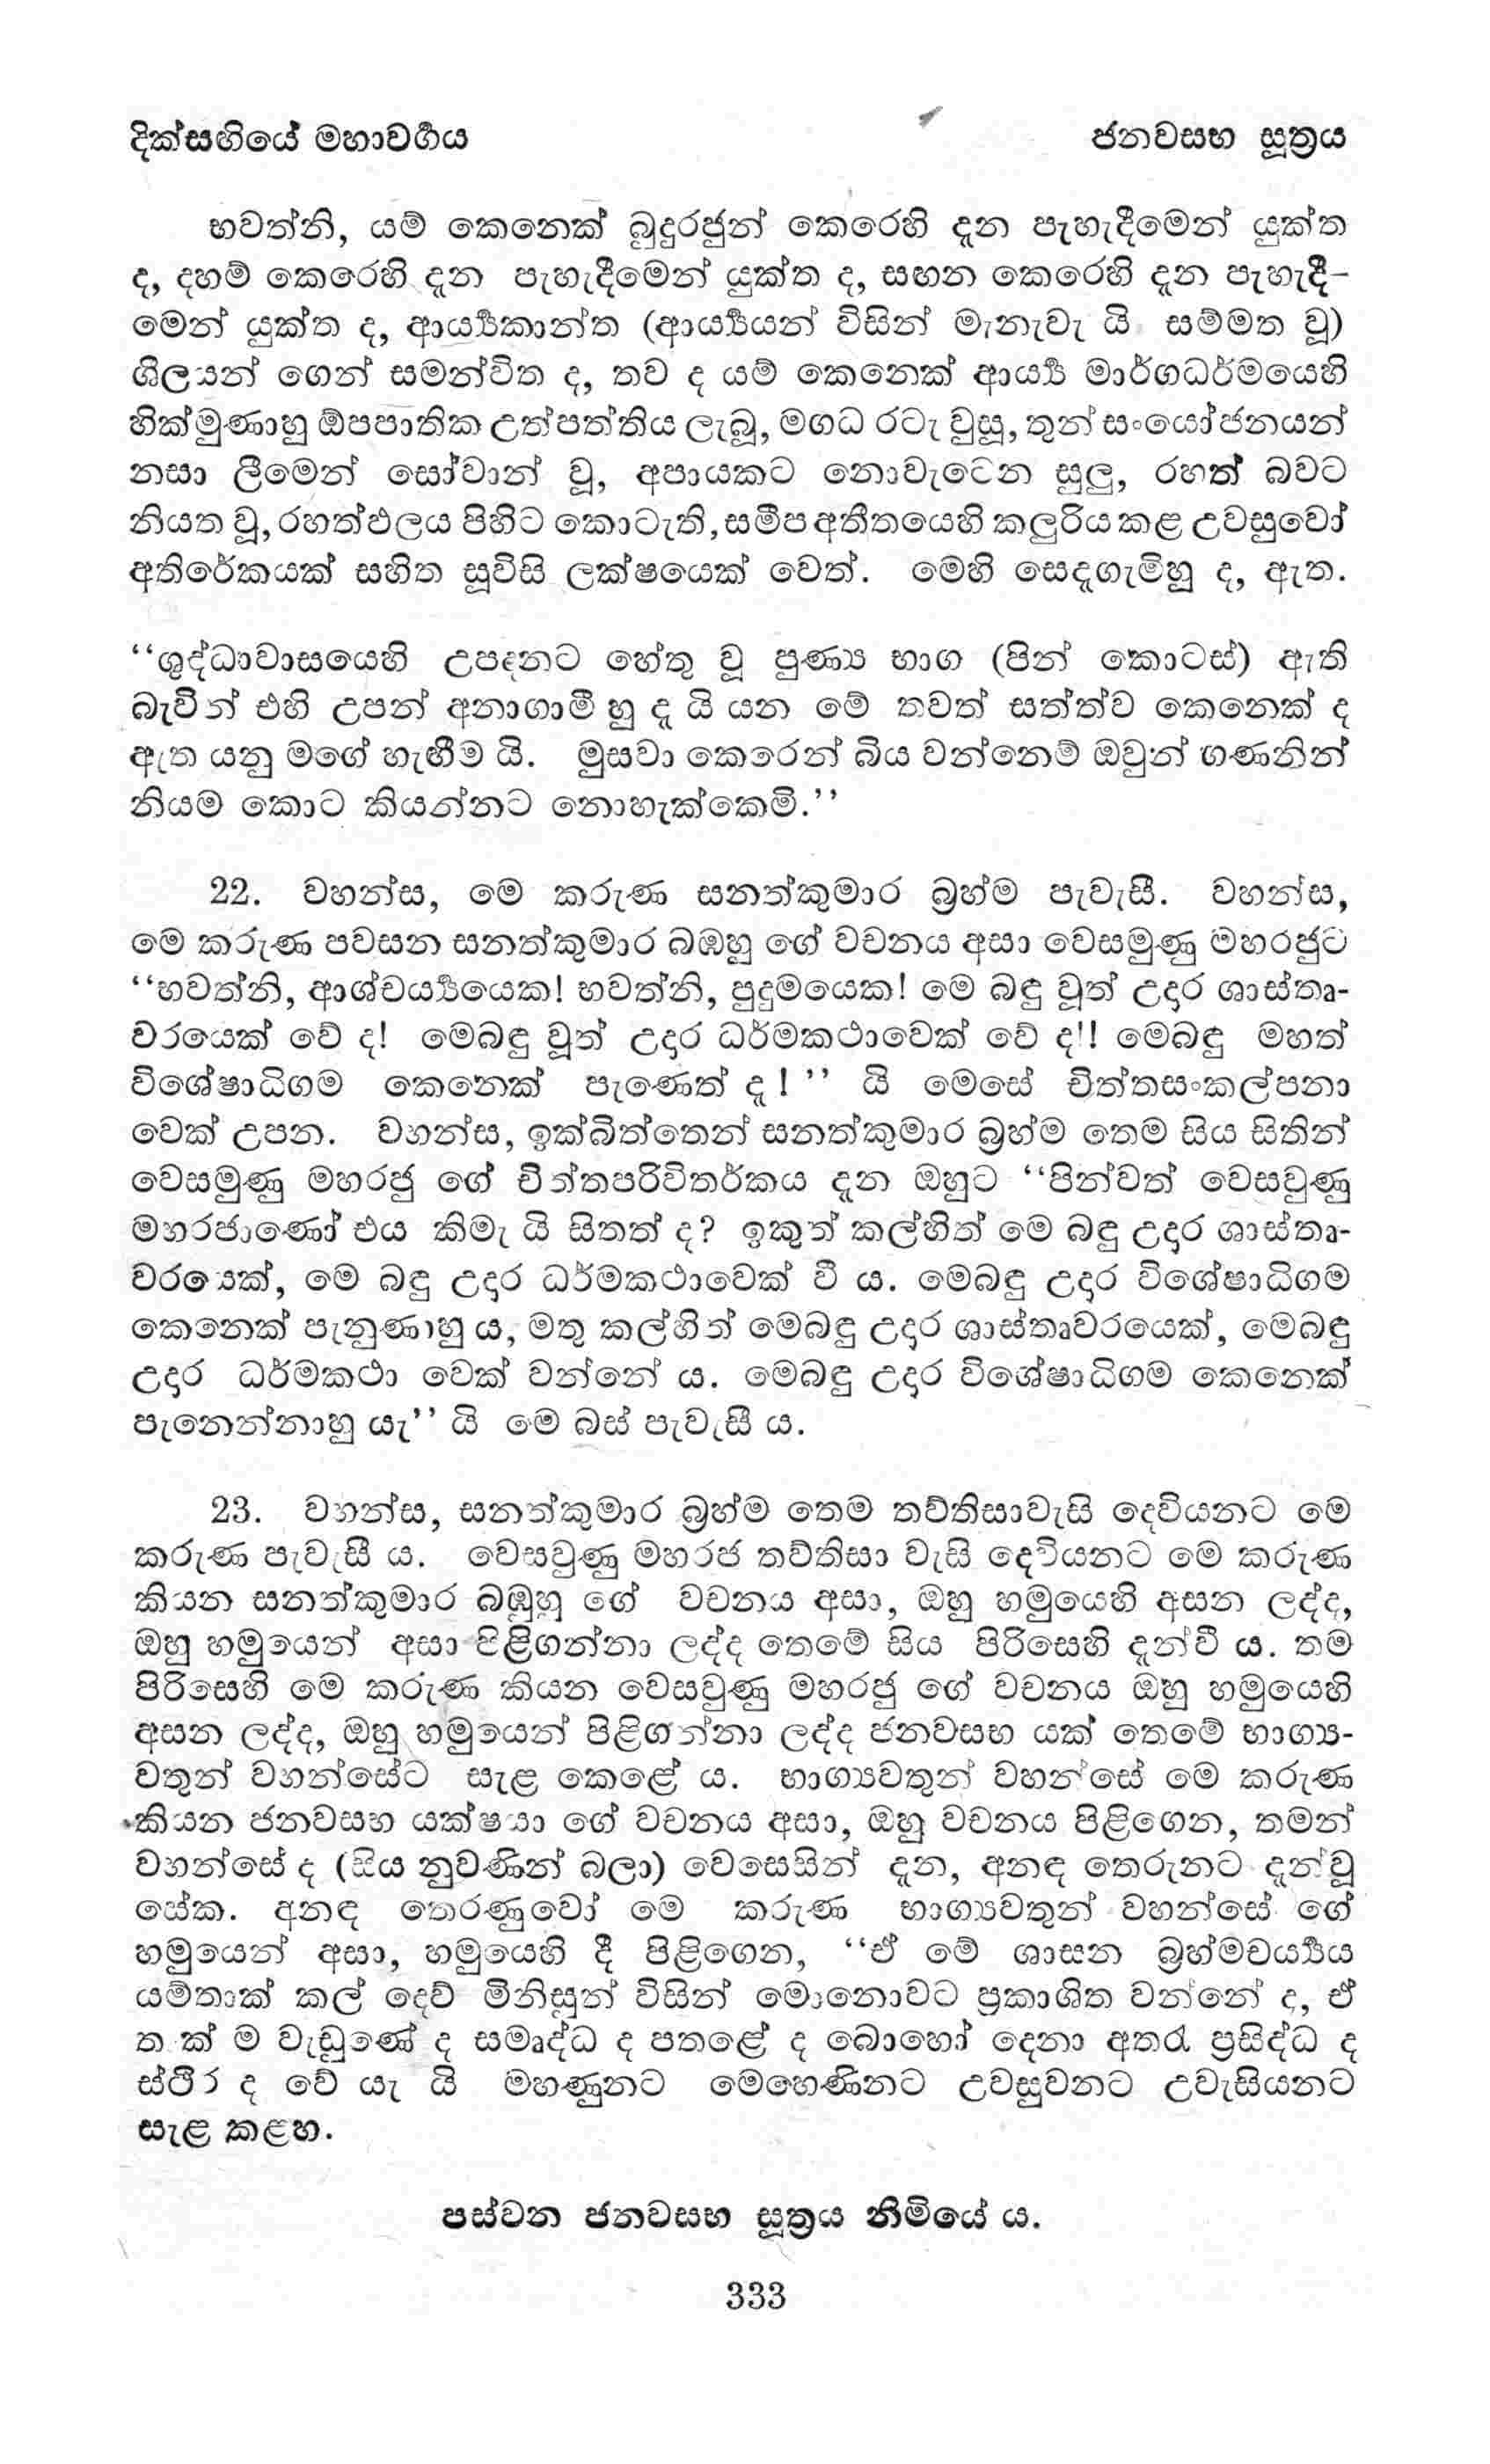 දික්සඟියේ මහාවර්‍ගය
ජනවසභ සූත්‍රය
භවත්නි, යම් කෙනෙක් බුදුරජුන් කෙරෙහි දැන පැහැදීමෙන් යුක්ත
ද, දහම් කෙරෙහි දැන පැහැදීමෙන් යුක්ත ද, සඟන කෙරෙහි දැන පැහැදී-
මෙන් යුක්ත ද, ආර්‍ය්‍යකාන්ත (ආර්‍ය්‍යයන් විසින් මැනැවැ යි සම්මත වූ)
ශීලයන් ගෙන් සමන්විත ද, තව ද යම් කෙනෙක් ආර්‍ය්‍ය මාර්ගධර්මයෙහි
හික්මුණාහු ඕපපාතික උත්පත්තිය ලැබූ, මගධ රටැ වුසූ, තුන් සංයෝජනයන්
නසා ලීමෙන් සෝවාන් වූ, අපායකට නොවැටෙන සුලු, රහත් බවට
නියත වූ, රහත්ඵලය පිහිට කොටැති, සමීප අතීතයෙහි කලුරිය කළ උවසුවෝ
අතිරේකයක් සහිත සූවිසි ලක්ෂයෙක් වෙත්. මෙහි සෙදැගැමිහූ ද, ඇත.
‘‘ශුද්ධාවාසයෙහි උපදනට හේතු වූ පුණ්‍ය භාග (පින් කොටස්) ඇති
බැවින් එහි උපන් අනාගාමී හු දැ යි යන මේ තවත් සත්ත්ව කෙනෙක් ද
ඇත යනු මගේ හැඟීම යි. මුසවා කෙරෙන් බිය වන්නෙම් ඔවුන් ගණනින්
නියම කොට කියන්නට නොහැක්කෙමි.’’
22. වහන්ස, මෙ කරුණ සනත්කුමාර බ්‍රහ්ම පැවැසී. වහන්ස,
මෙ කරුණ පවසන සනත්කුමාර බඹහු ගේ වචනය අසා වෙසමුණු මහරජුට
‘‘භවත්නි, ආශ්චර්‍ය්‍යයෙක! භවත්නි, පුදුමයෙක! මෙ බඳු වූත් උදර ශාස්තෘ-
වරයෙක් වේ ද! මෙබඳු වූත් උදර ධර්මකථාවෙක් වේ ද!! මෙබඳු මහත්
විශේෂාධිගම කෙනෙක් පැණෙත් දැ! ’’ යි මෙසේ චිත්තසංකල්පනා
වෙක් උපන. වහන්ස, ඉක්බිත්තෙන් සනත්කුමාර බ්‍රහ්ම තෙම සිය සිතින්
වෙසමුණු මහරජු ගේ චිත්තපරිවිතර්කය දැන ඔහුට ‘‘පින්වත් වෙසවුණු
මහරජාණෝ එය කිමැ යි සිතත් ද? ඉකුත් කල්හිත් මෙ බඳු උදර ශාස්තෘ-
වරයෙක්, මෙ බඳු උදර ධර්මකථාවෙක් වී ය. මෙබඳු උදර විශේෂාධිගම
කෙනෙක් පැනුණාහු ය, මතු කල්හිත් මෙබඳු උදර ශාස්තෘවරයෙක්, මෙබඳු
උදර ධර්මකථා වෙක් වන්නේ ය. මෙබඳු උදර විශේෂාධිගම කෙනෙක්
පැනෙන්නාහු යැ’’ යි මෙ බස් පැවැසී ය.
23. වහන්ස, සනත්කුමාර බ්‍රහ්ම තෙම තව්තිසාවැසි දෙවියනට මෙ
කරුණ පැවැසී ය. වෙසවුණු මහරජ තව්තිසා වැසි දෙවියනට මෙ කරුණ
කියන සනත්කුමාර බඹුහු ගේ වචනය අසා, ඔහු හමුයෙහි අසන ලද්ද,
ඔහු හමුයෙන් අසා පිළිගන්නා ලද්ද තෙමේ සිය පිරිසෙහි දැන්වී ය. තම
පිරිසෙහි මෙ කරුණ කියන වෙසවුණු මහරජු ගේ වචනය ඔහු හමුයෙහි
අසන ලද්ද, ඔහු හමුයෙන් පිළිගන්නා ලද්ද ජනවසභ යක් තෙමේ භාග්‍ය-
වතුන් වහන්සේට සැළ කෙළේ ය. භාග්‍යවතුන් වහන්සේ මෙ කරුණ
කියන ජනවසභ යක්ෂයා ගේ වචනය අසා, ඔහු වචනය පිළිගෙන, තමන්
වහන්සේ ද (සිය නුවණින් බලා) වෙසෙසින් දැන, අනඳ තෙරුනට දැන්වූ
සේක. අනඳ තෙරණුවෝ මෙ කරුණ භාග්‍යවතුන් වහන්සේ ගේ
හමුයෙන් අසා, හමුයෙහි දී පිළිගෙන, ‘‘ඒ මේ ශාසන බ්‍රහ්මචර්‍ය්‍යය
යම්තාක් කල් දෙව් මිනිසුන් විසින් මොනොවට ප්‍රකාශිත වන්නේ ද, ඒ
තාක් ම වැඩුණේ ද සමෘද්ධ ද පතළේ ද බොහෝ දෙනා අතරැ ප්‍රසිද්ධ ද
ස්ථිර ද වේ යැ යි මහණුනට මෙහෙණිනට උවසුවනට උවැසියනට
සැළ කළහ.
පස්වන ජනවසභ සූත්‍රය නිමියේ ය.
333